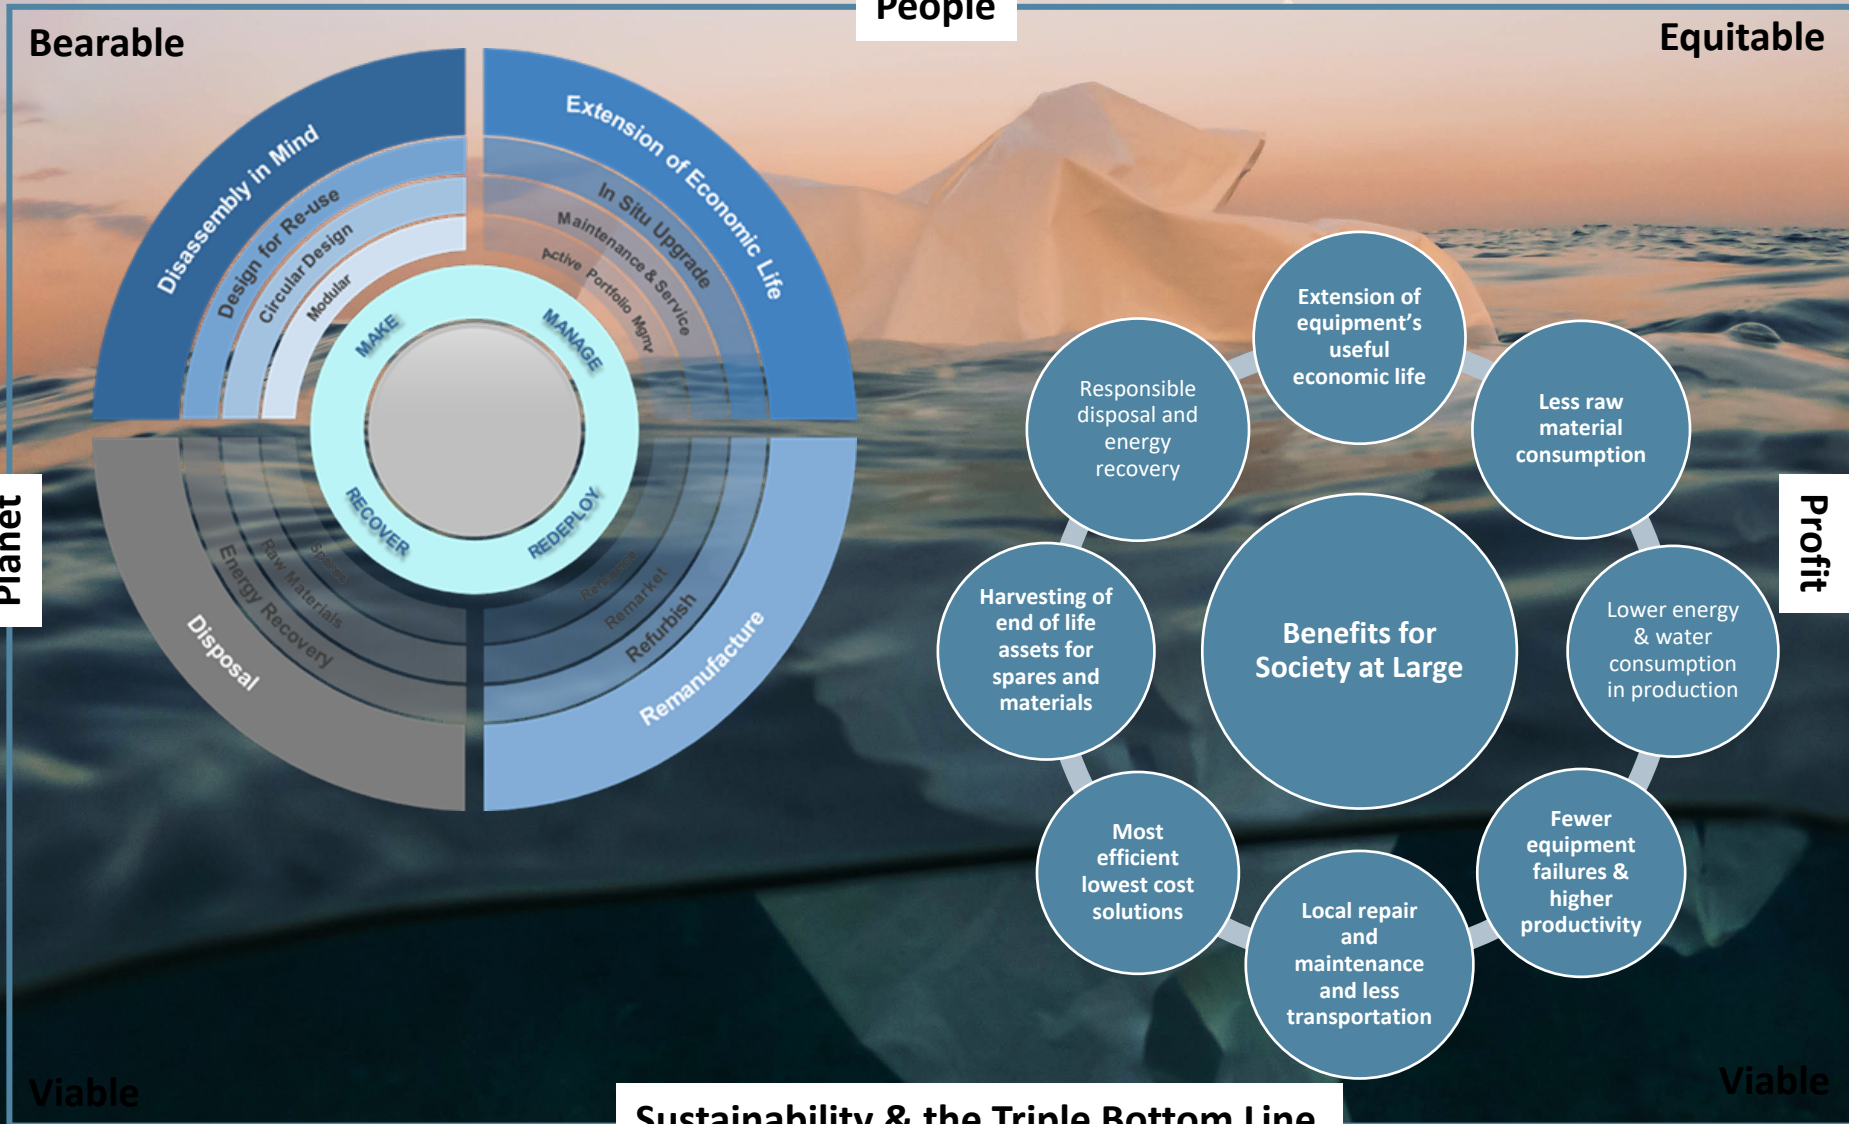 People
Bearable
Equitable
Disassembly in Mind
Design for Re-use
Circular Design
Modular
Extension of Economic Life
In Situ Upgrade
Maintenance & Service
Active Portfolio Mgmv
MAKE
MANAGE
RECOVER
REDEPLOY
Spares
Raw Materials
Energy Recovery
Disposal
Remarket
Refurbish
Remanufacture
Planet
Profit
Extension of
equipment’s
useful
economic life
Less raw
material
consumption
Lower energy
& water
consumption
in production
Fewer
equipment
failures &
higher
productivity
Local repair
and
maintenance
and less
transportation
Most
efficient
lowest cost
solutions
Harvesting of
end of life
assets for
spares and
materials
Responsible
disposal and
energy
recovery
Benefits for
Society at Large
Viable
Viable
Sustainability & the Triple Bottom Line